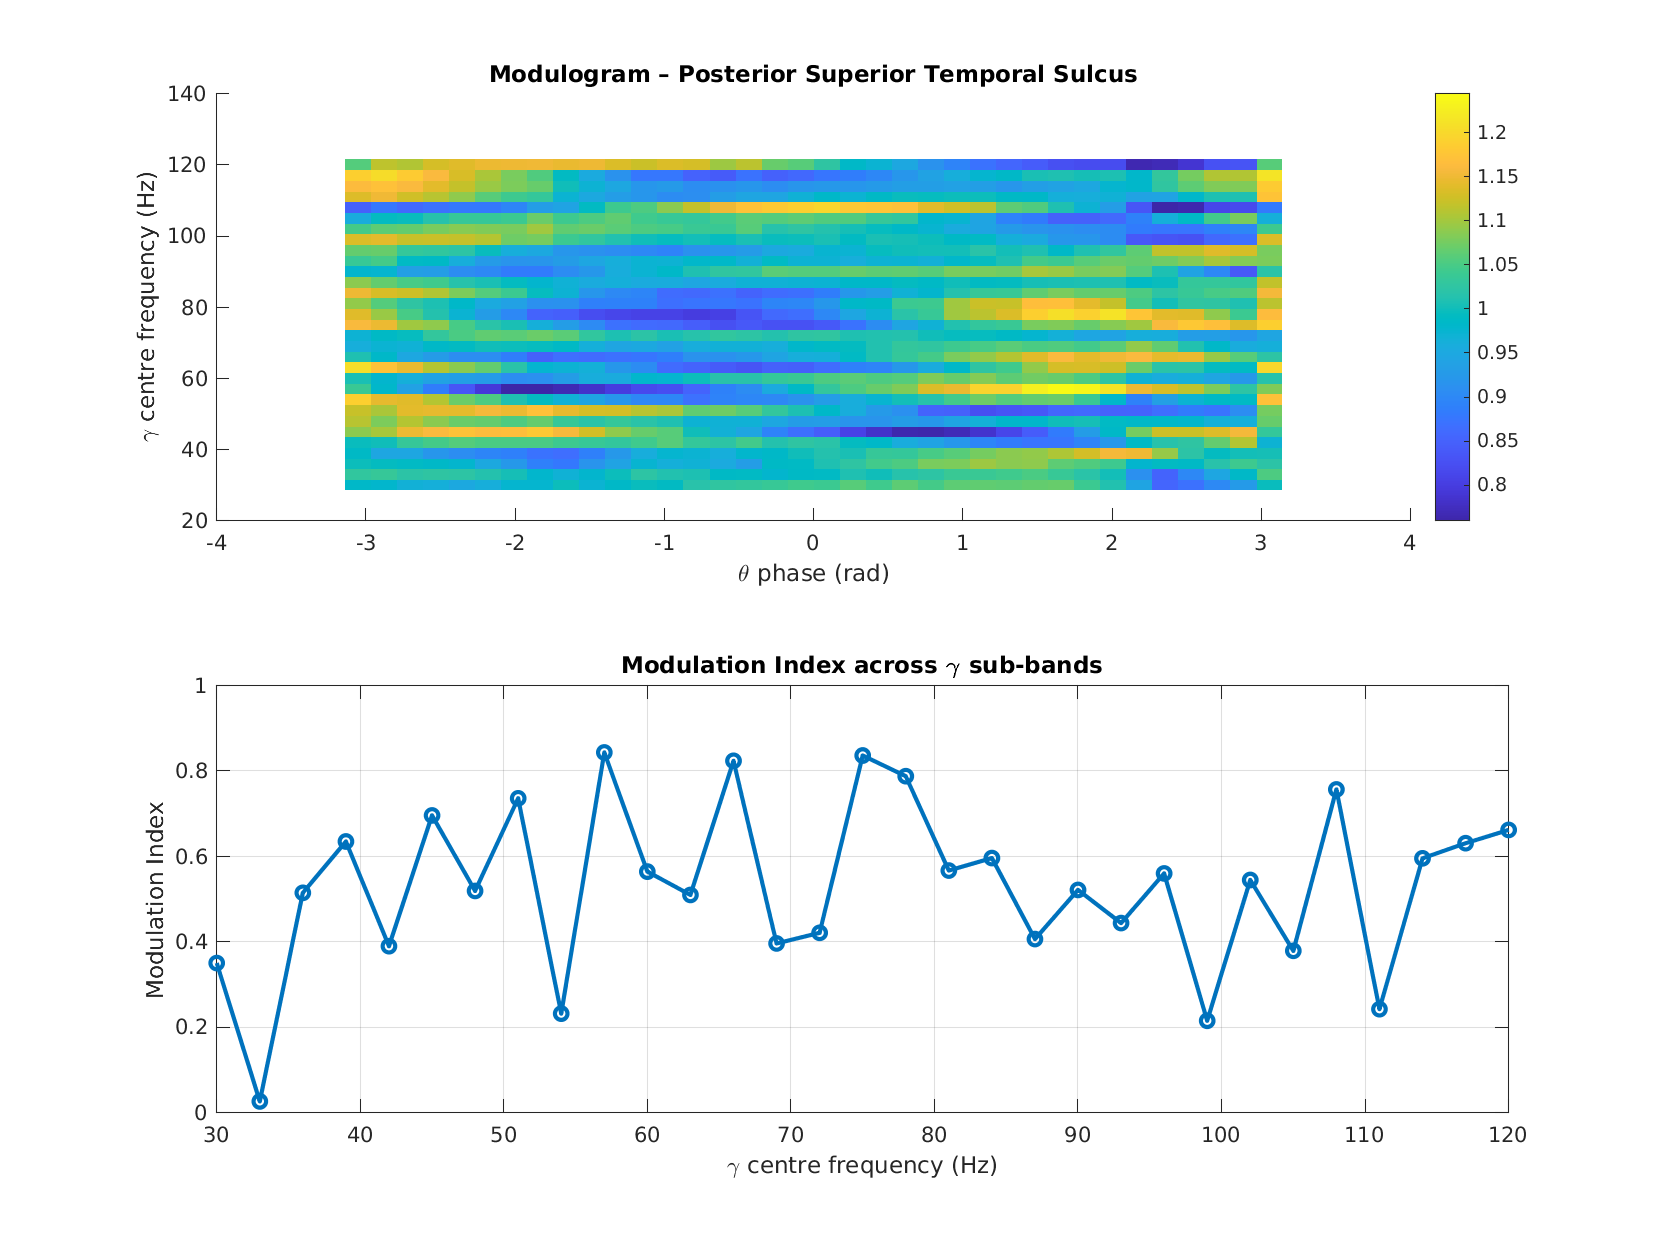 Modulogram – Posterior Superior Temporal Sulcus
140
120
100
80
60
40
20
γ centre frequency (Hz)
-4 -3 -2 -1 0 1 2 3 4
θ phase (rad)
1.2
1.15
1.1
1.05
1
0.95
0.9
0.85
0.8
Modulation Index across γ sub-bands
1
0.8
0.6
0.4
0.2
0
Modulation Index
30 40 50 60 70 80 90 100 110 120
γ centre frequency (Hz)